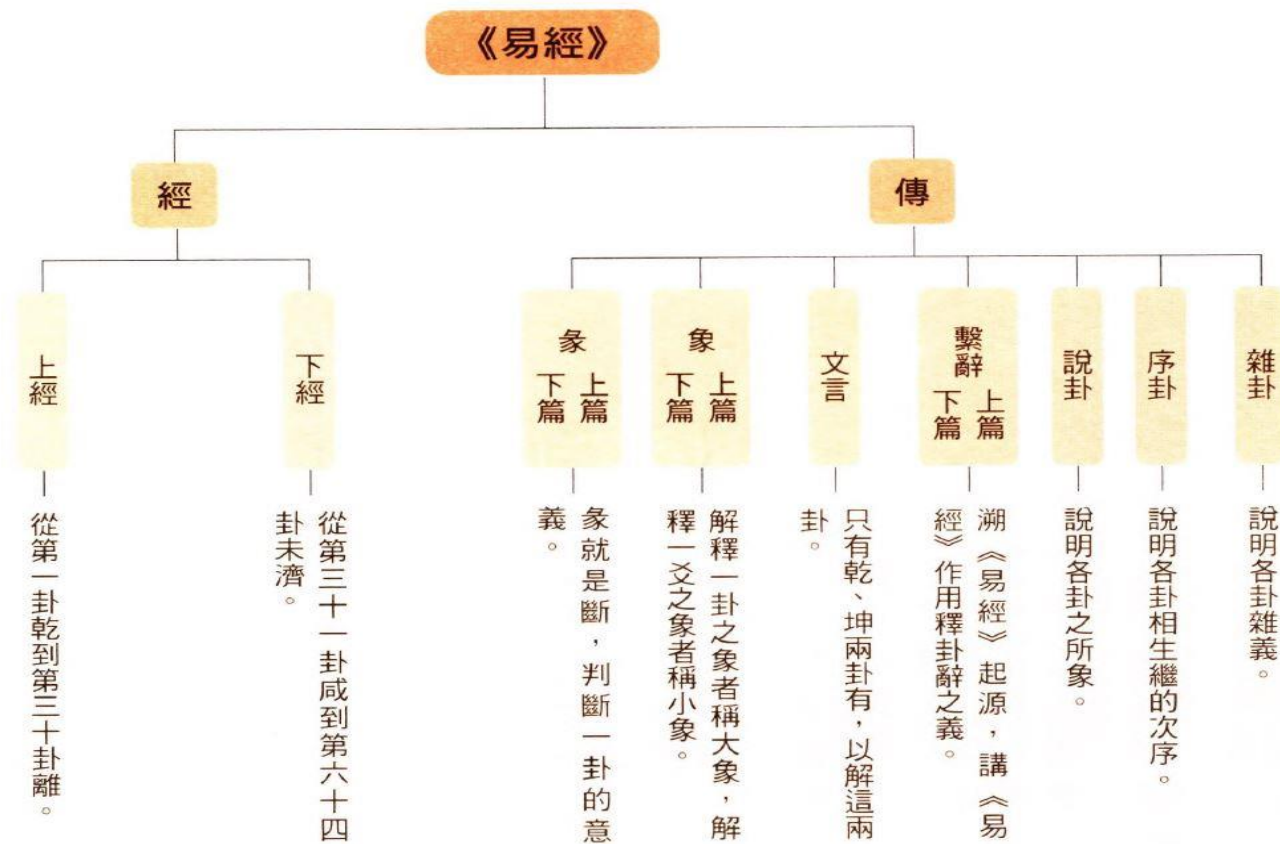 《易經》
經
傳
上經
下經
彖
上篇
下篇
象
上篇
下篇
文言
繫辭
上篇
下篇
說卦
序卦
雜卦
從第一卦乾到第三十卦離。
從第三十一卦咸到第六十四
卦未濟。
彖就是斷，判斷一卦的意
義。
解釋一卦之象者稱大象，解
釋一爻之象者稱小象。
只有乾、坤兩卦有，以解這兩
卦。
溯《易經》起源，講《易
經》作用釋卦辭之義。
說明各卦之所象。
說明各卦相生繼的次序。
說明各卦雜義。